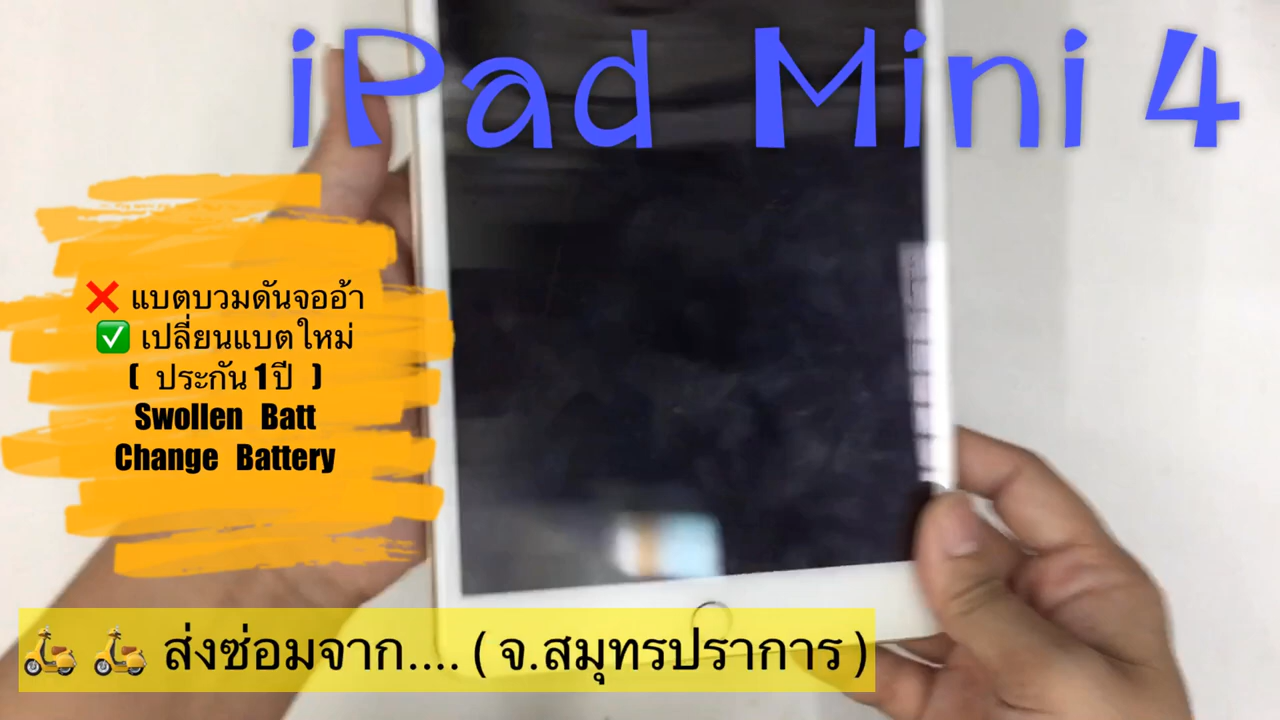 iPad Mini 4
❌ แบตบวมดันจออ้า
✅ เปลี่ยนแบตใหม่
( ประกัน 1 ปี )
Swollen Batt
Change Battery
🛵 🛵 ส่งซ่อมจาก.... ( จ.สมุทรปราการ )